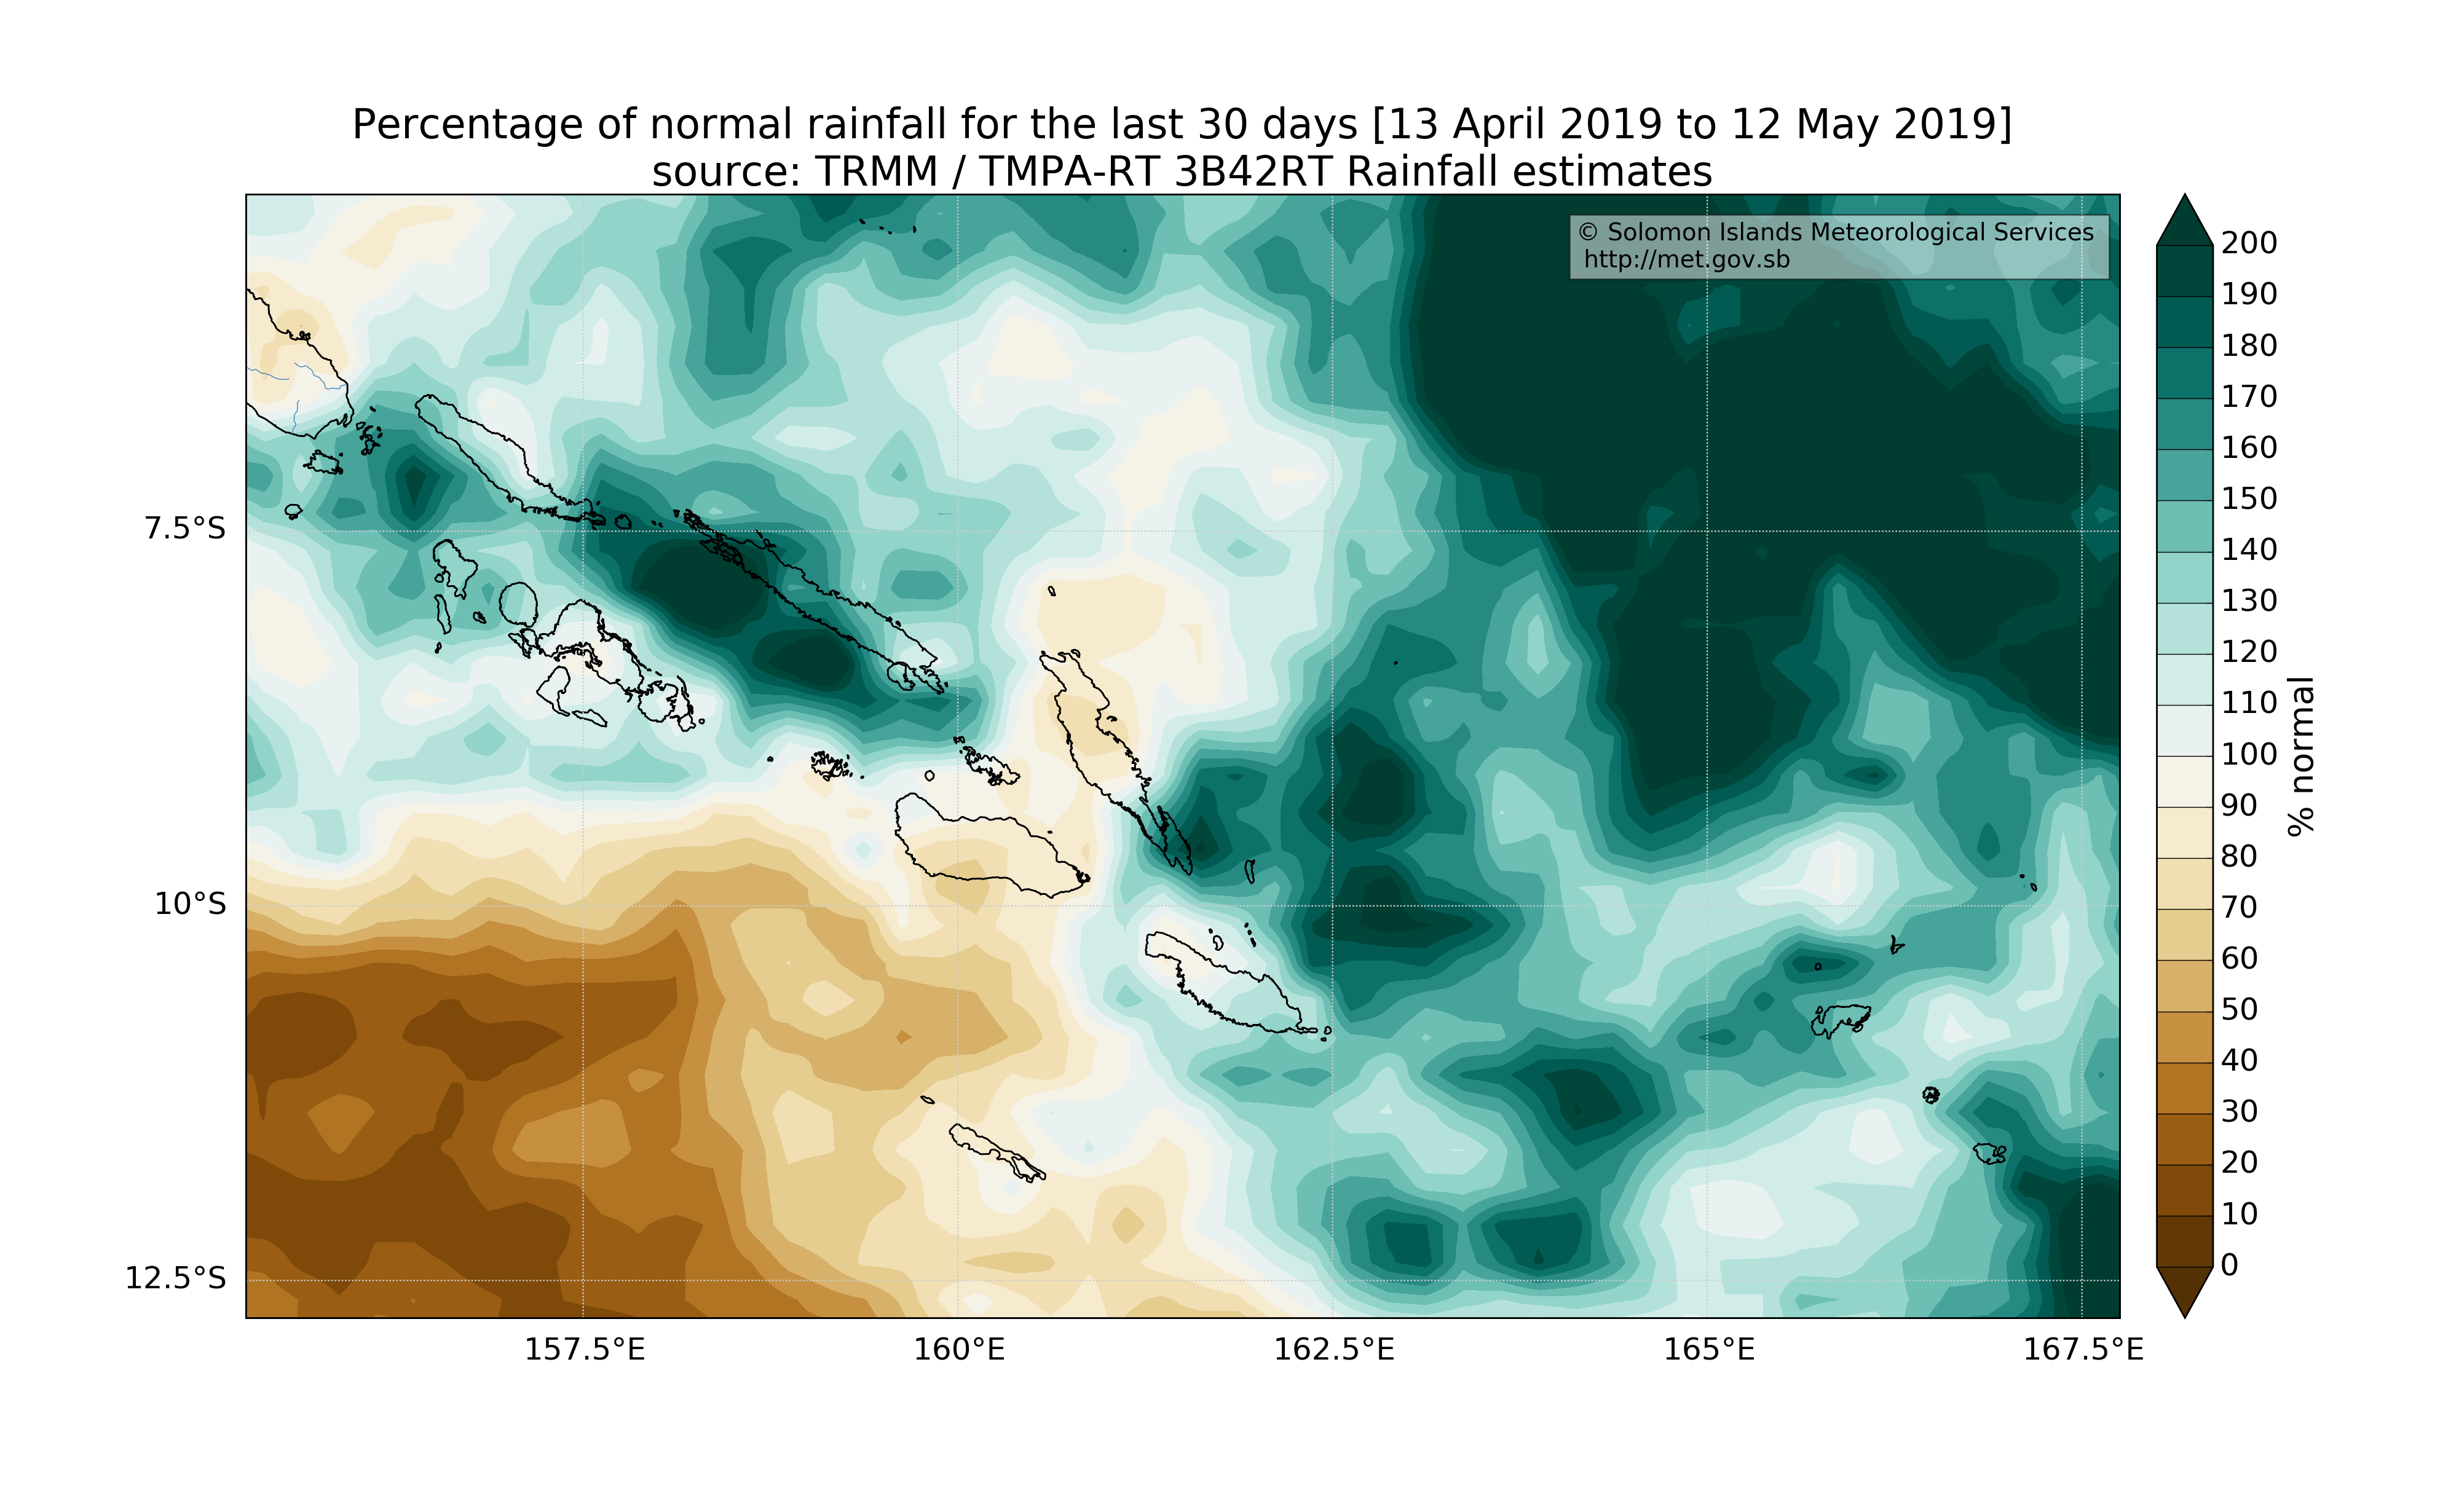 Percentage of normal rainfall for the last 30 days [13 April 2019 to 12 May 2019]
source: TRMM / TMPA-RT 3B42RT Rainfall estimates
© Solomon Islands Meteorological Services
http://met.gov.sb
7.5°S
10°S
12.5°S
157.5°E
160°E
162.5°E
165°E
167.5°E
200
190
180
170
160
150
140
130
120
110
100
90
80
70
60
50
40
30
20
10
0
% normal